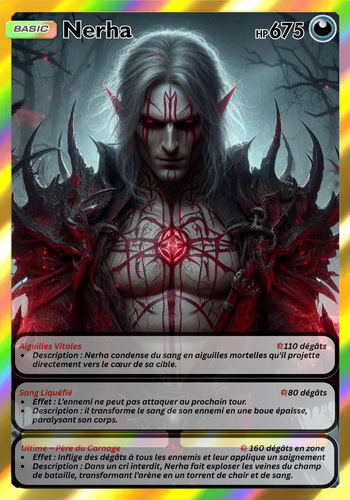 BASIC Nerha HP675
Aiguilles Vitales 110 dégâts
• Description : Nerha condense du sang en aiguilles mortelles qu'il projette
directement vers le cœur de sa cible.
Sang Liquéfié 80 dégâts
• Effet : L'ennemi ne peut pas attaquer au prochain tour.
• Description : il transforme le sang de son ennemi en une boue épaisse,
paralysant son corps.
Ultime – Père du Carnage 160 dégâts en zone
• Effet : Inflige des dégâts à tous les ennemis et leur applique un saignement
• Description : Dans un cri interdit, Nerha fait exploser les veines du champ
de bataille, transformant l'arène en un torrent de chair et de sang.